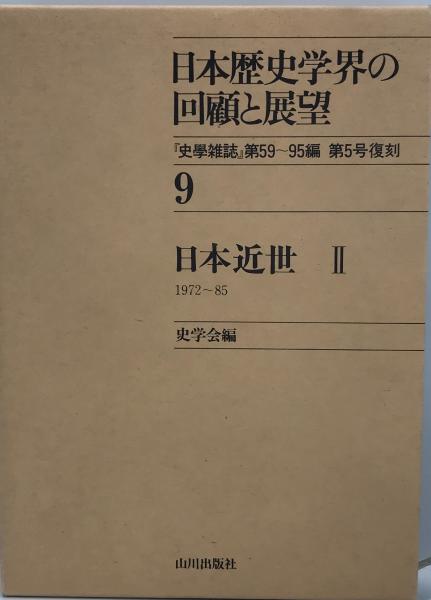 日本歴史学界の
回顧と展望
『史學雑誌』第59〜95編 第5号復刻
9
日本近世 Ⅱ
1972〜85
史学会編
山川出版社